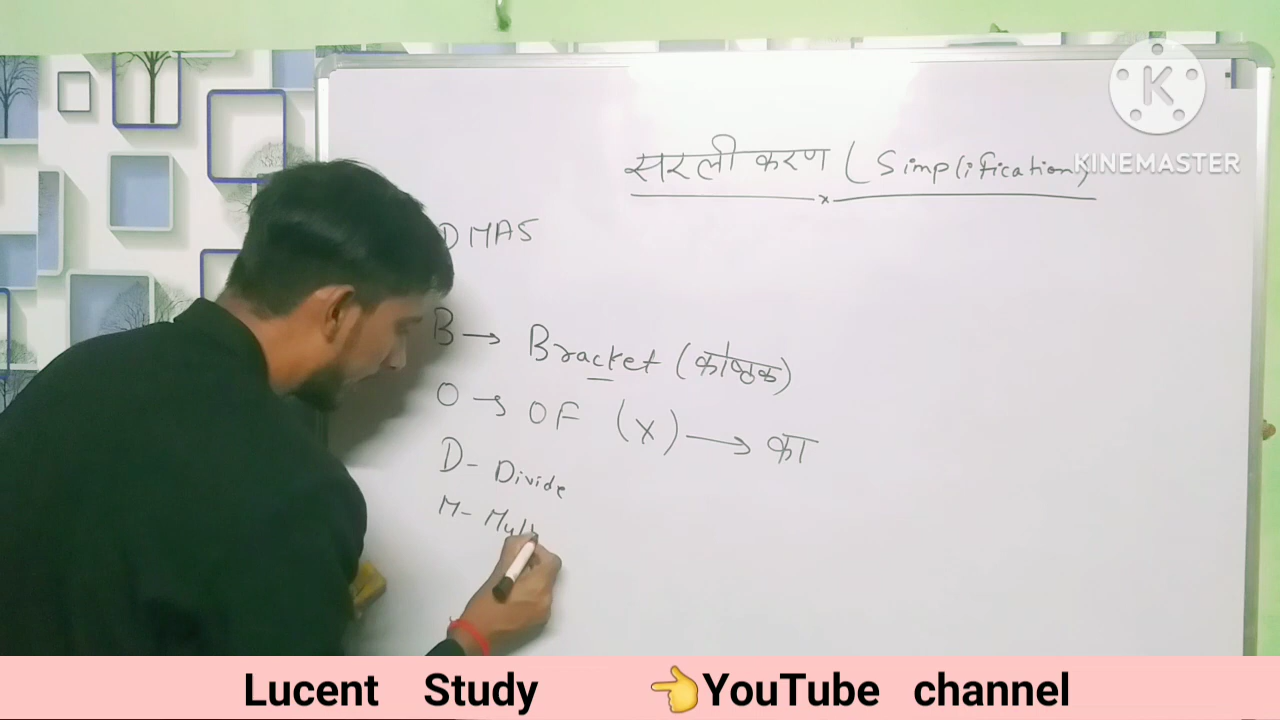 K
KINEMASTER
सरलीकरण (Simplification)
DMAS
B → Bracket (कोष्ठक)
O → OF (x) → का
D- Divide
M- Mult
Lucent Study 👈YouTube channel